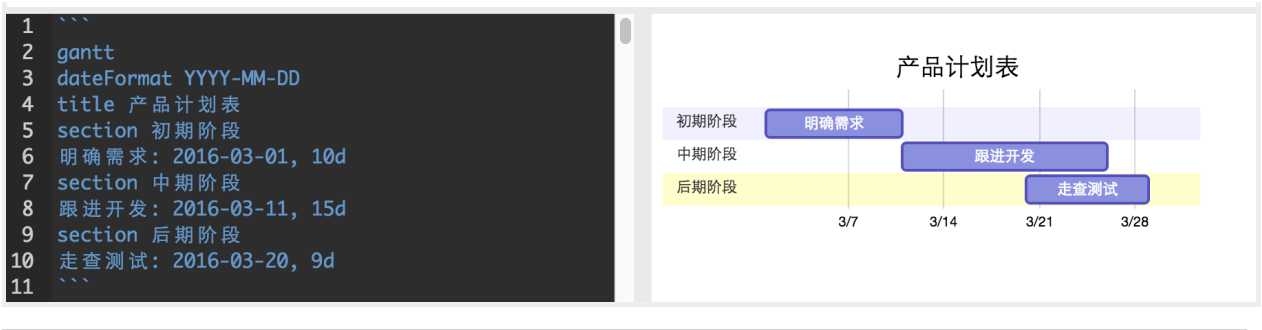 1 ```
2 gantt
3 dateFormat YYYY-MM-DD
4 title 产品计划表
5 section 初期阶段
6 明确需求: 2016-03-01, 10d
7 section 中期阶段
8 跟进开发: 2016-03-11, 15d
9 section 后期阶段
10 走查测试: 2016-03-20, 9d
11 ```
产品计划表
初期阶段 明确需求
中期阶段 跟进开发
后期阶段 走查测试
3/7 3/14 3/21 3/28